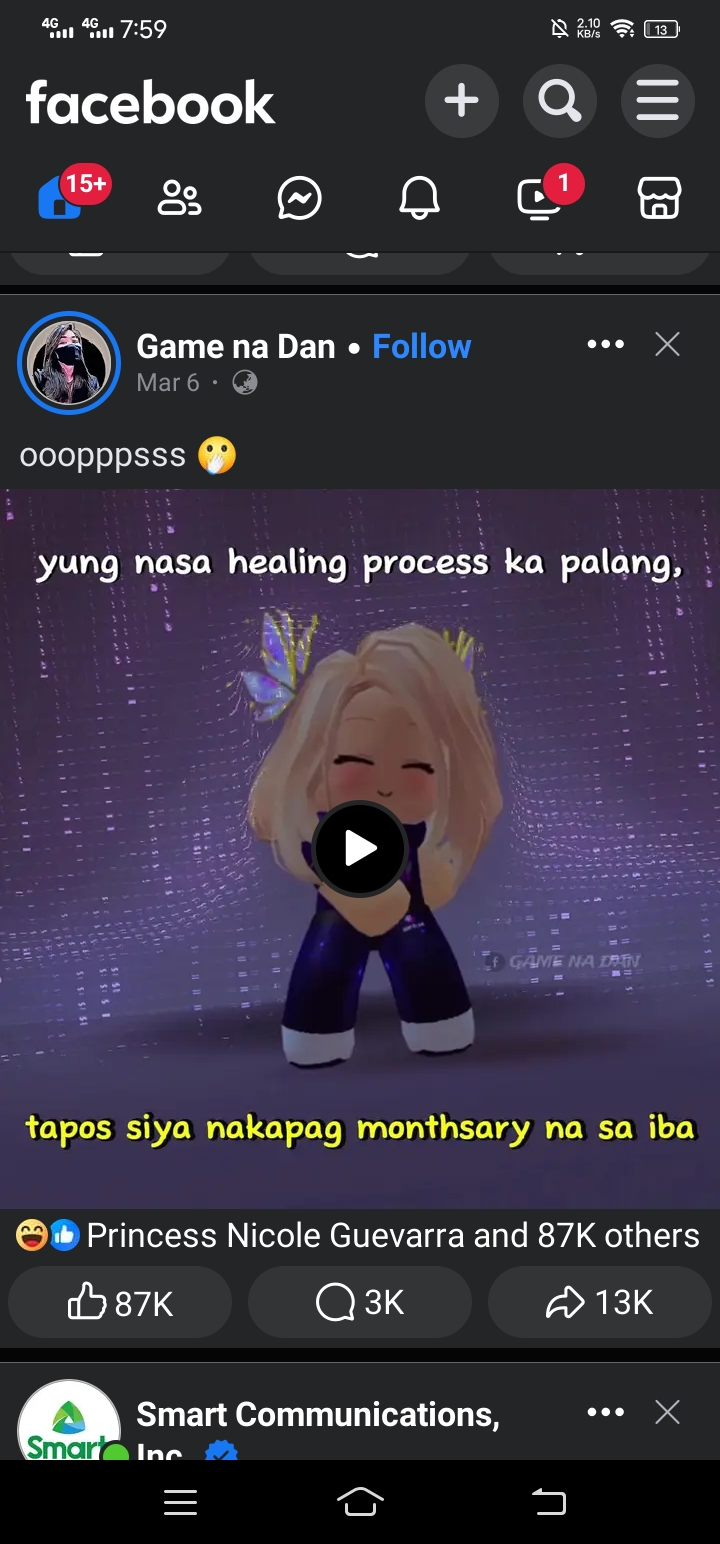 4G 4G 7:59 2.10 KB/s 13
facebook
15+ 1
Game na Dan • Follow
Mar 6 ·
ooopppsss 🫢
yung nasa healing process ka palang,
GAME NA DAN
tapos siya nakapag monthsary na sa iba
Princess Nicole Guevarra and 87K others
87K 3K 13K
Smart Communications,
Smart Inc.